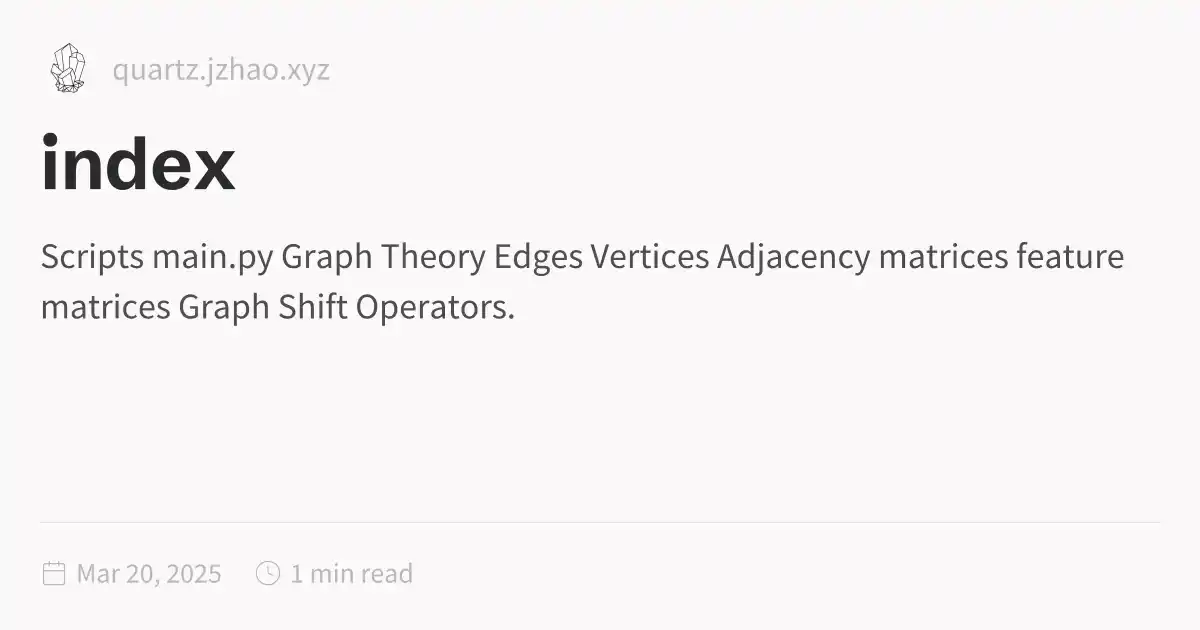 quartz.jzhao.xyz
index
Scripts main.py Graph Theory Edges Vertices Adjacency matrices feature
matrices Graph Shift Operators.
Mar 20, 2025 1 min read